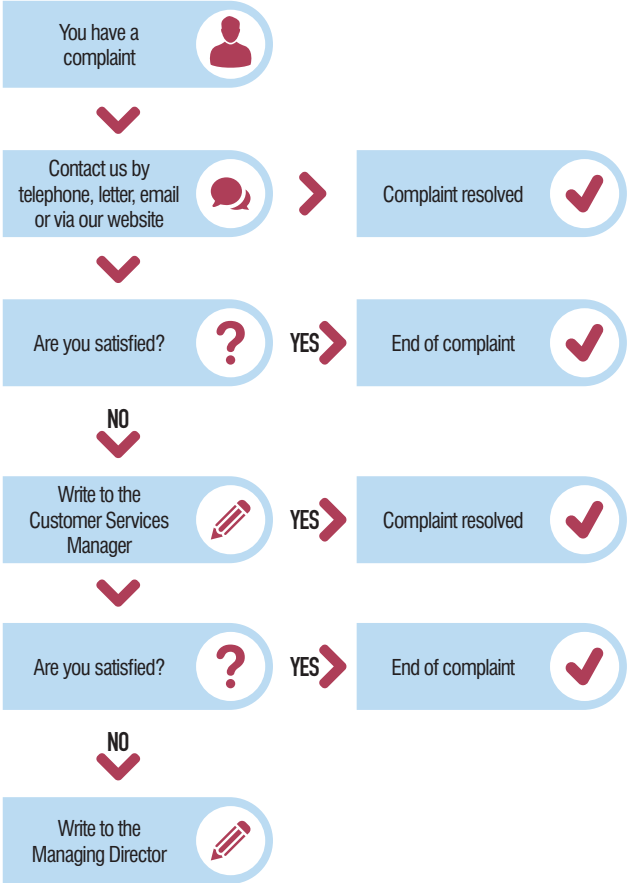 You have a
complaint
Contact us by
telephone, letter, email
or via our website
Complaint resolved
Are you satisfied?
YES
End of complaint
NO
Write to the
Customer Services
Manager
YES
Complaint resolved
Are you satisfied?
YES
End of complaint
NO
Write to the
Managing Director